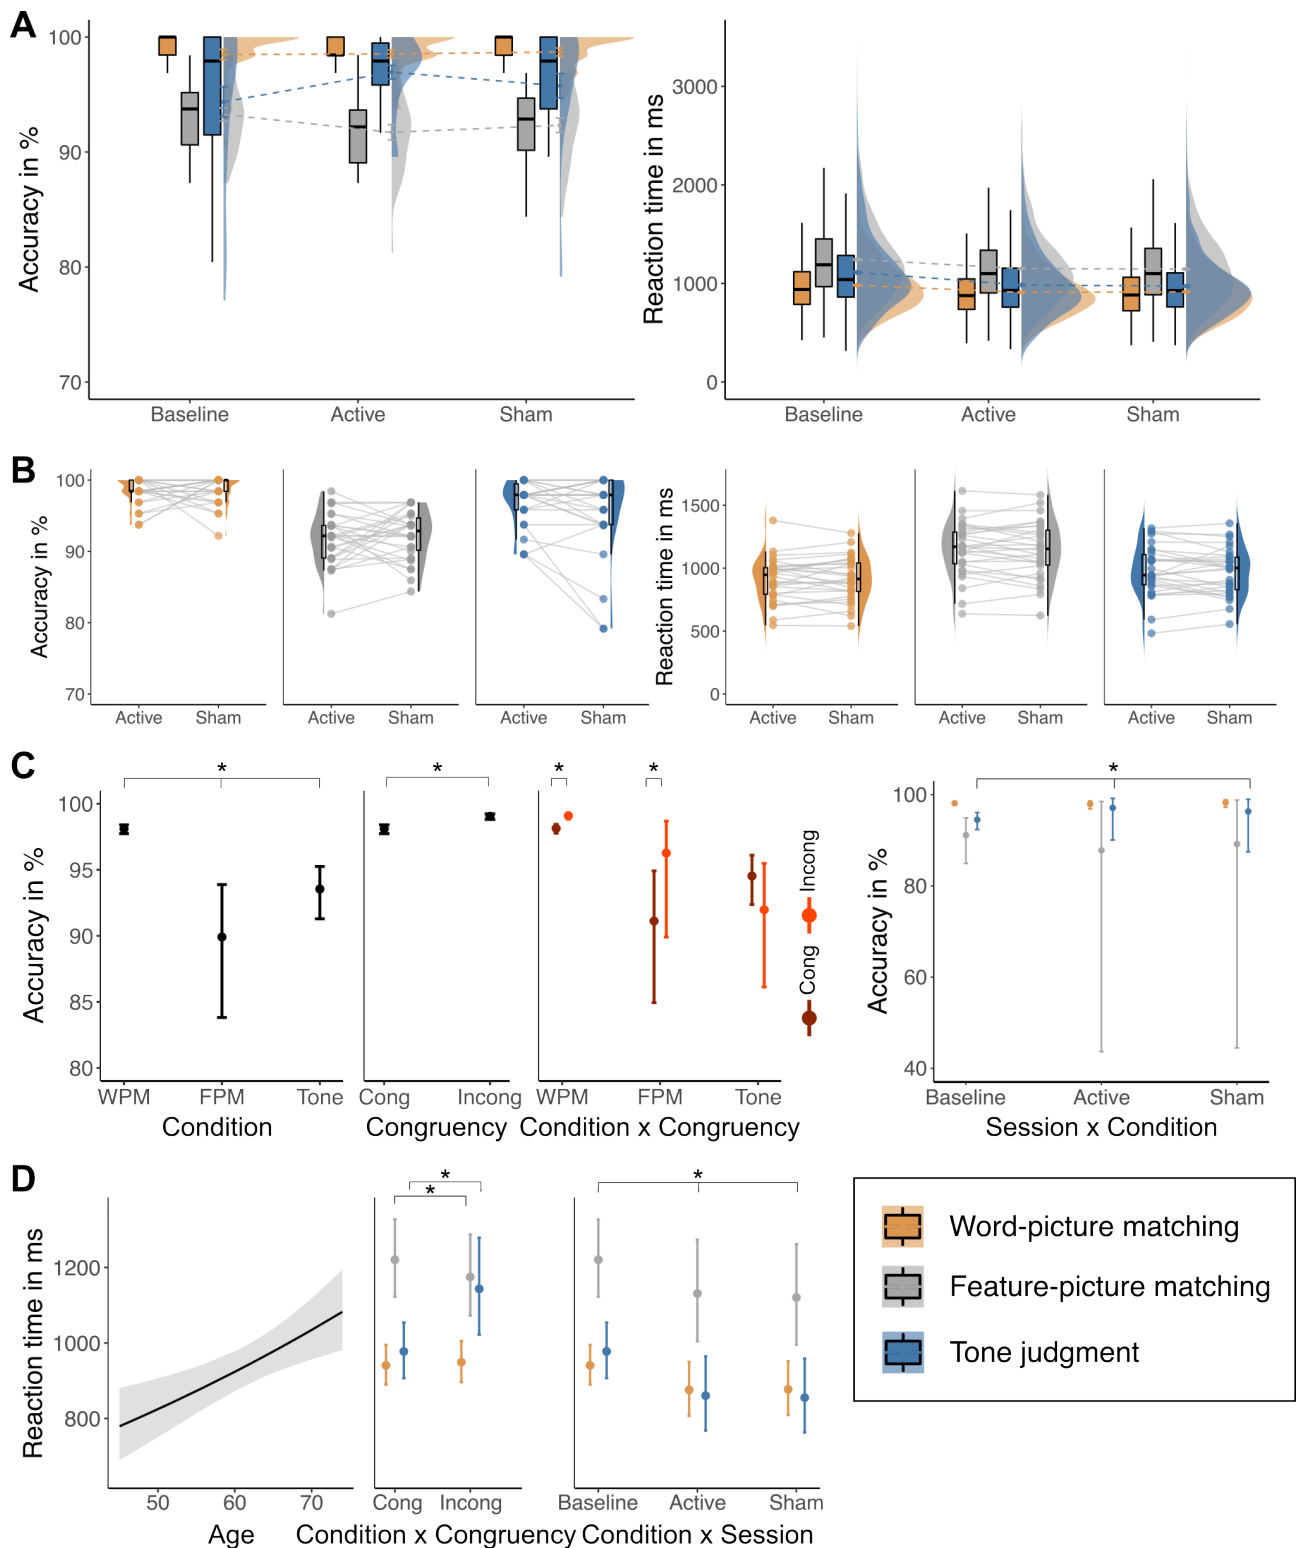 A
Accuracy in %
100
90
80
70
Baseline
Active
Sham
Reaction time in ms
3000
2000
1000
0
Baseline
Active
Sham
B
Accuracy in %
100
90
80
70
Active
Sham
Active
Sham
Active
Sham
Reaction time in ms
1500
1000
500
0
Active
Sham
Active
Sham
Active
Sham
C
Accuracy in %
100
95
90
85
80
*
WPM
FPM
Tone
Condition
*
Cong
Incong
Congruency
*
*
WPM
FPM
Tone
Condition x Congruency
Incong
Cong
Accuracy in %
100
80
60
40
*
Baseline
Active
Sham
Session x Condition
D
Reaction time in ms
1200
1000
800
50
60
70
Age
*
*
Cong
Incong
Condition x Congruency
*
Baseline
Active
Sham
Condition x Session
Word-picture matching
Feature-picture matching
Tone judgment